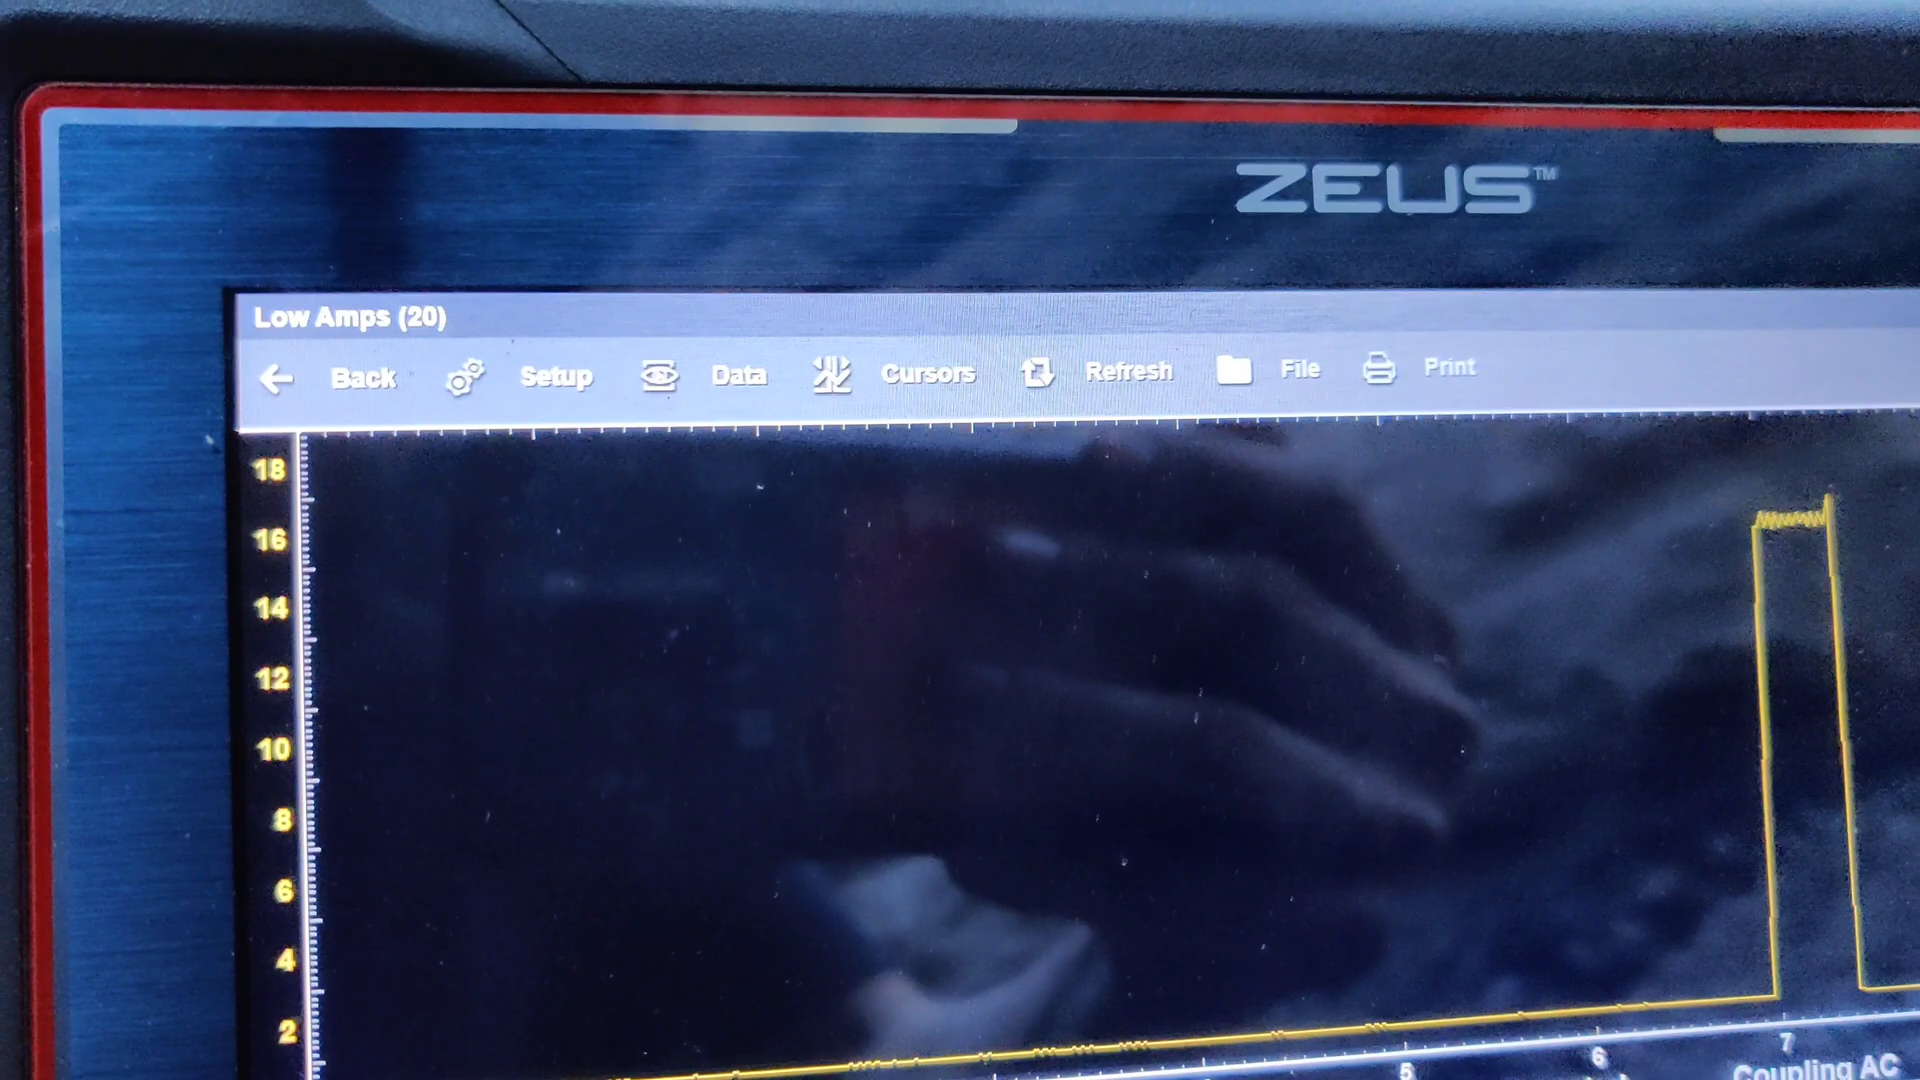 ZEUS™
Low Amps (20)
Back Setup Data Cursors Refresh File Print
18
16
14
12
10
8
6
4
2
5 6 7
Coupling AC